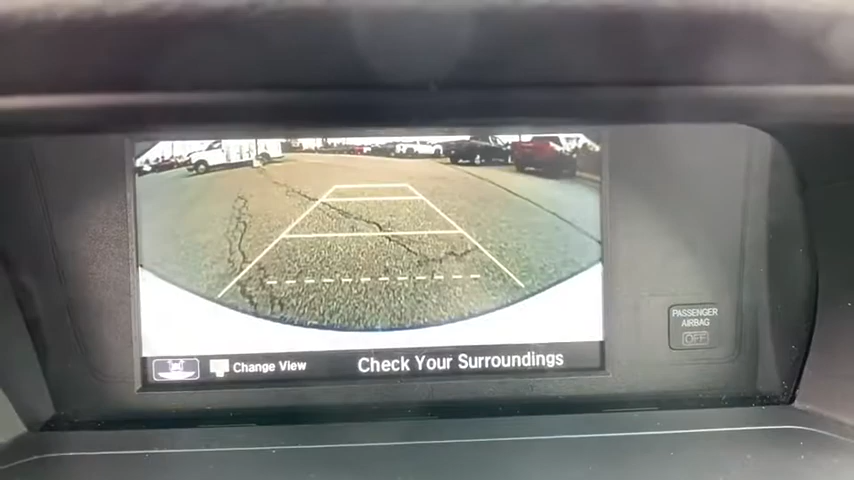 PASSENGER
AIRBAG
OFF
Change View
Check Your Surroundings